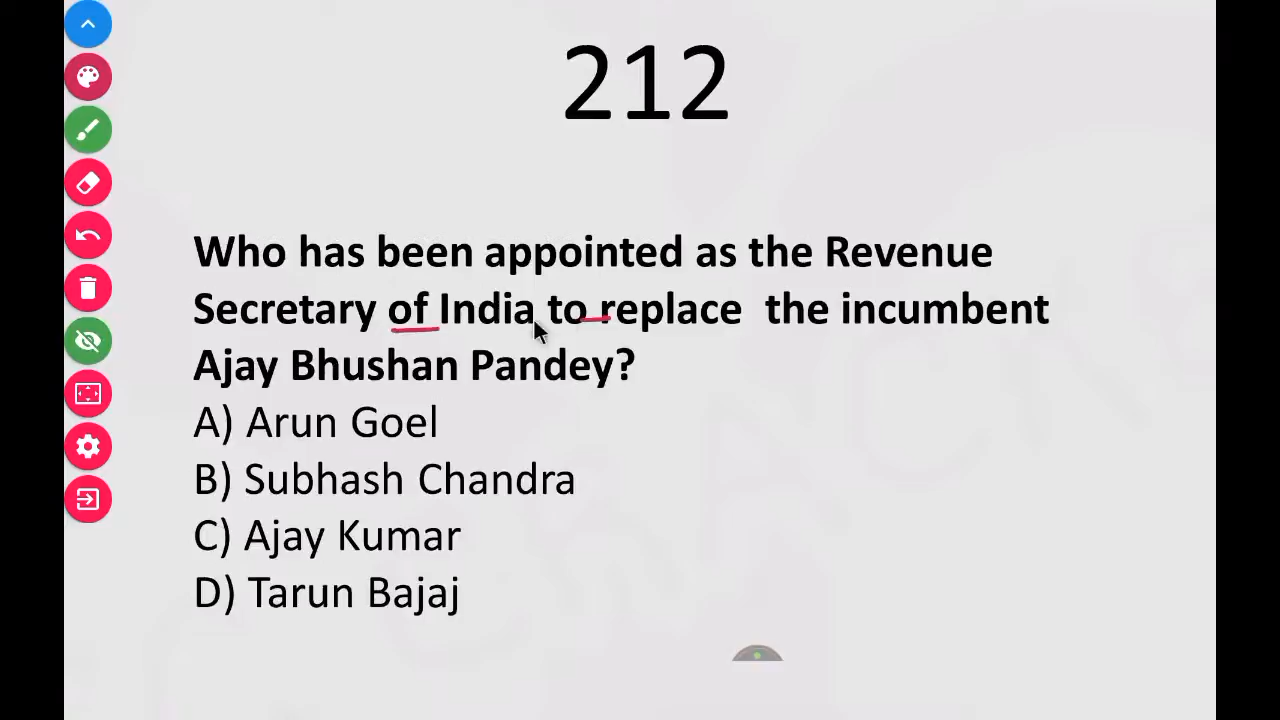 212
Who has been appointed as the Revenue
Secretary of India to replace the incumbent
Ajay Bhushan Pandey?
A) Arun Goel
B) Subhash Chandra
C) Ajay Kumar
D) Tarun Bajaj